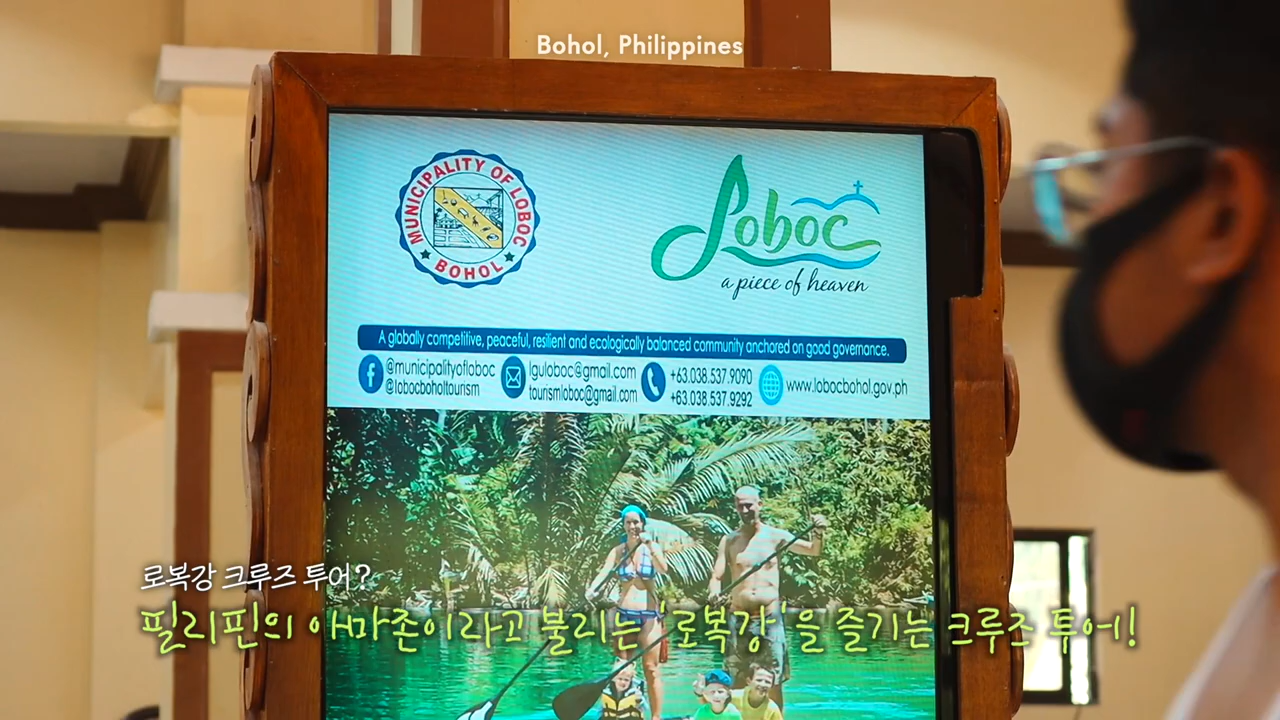 Bohol, Philippines
MUNICIPALITY OF LOBOC
BOHOL
Loboc
a piece of heaven
A globally competitive, peaceful, resilient and ecologically balanced community anchored on good governance.
@municipalityofloboc
@lobocboholtourism
lguloboc@gmail.com
tourismloboc@gmail.com
+63.038.537.9090
+63.038.537.9292
www.lobocbohol.gov.ph
로복강 크루즈 투어?
필리핀의 아마존이라고 불리는 '로복강'을 즐기는 크루즈 투어!